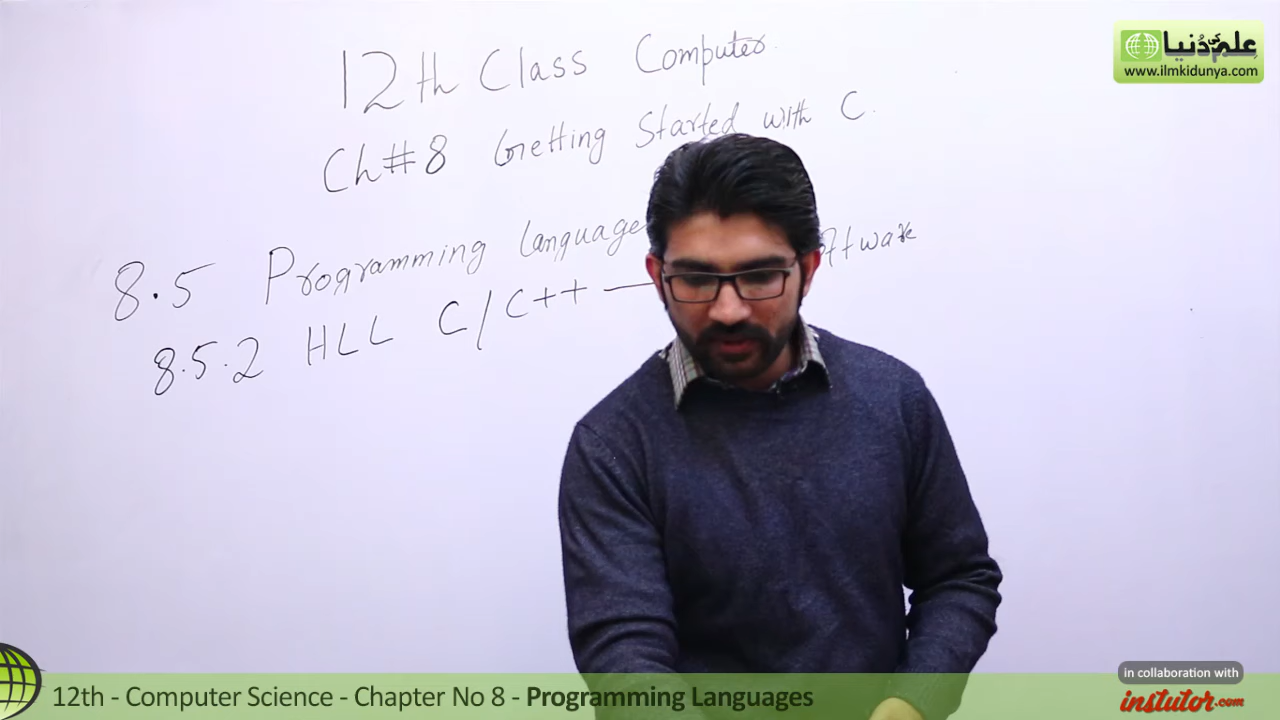 12th Class Computer.
Ch#8 Getting Started with C.
8.5 Programming Language
8.5.2 HLL C/C++ —
علم کی دُنیا
www.ilmkidunya.com
in collaboration with
instutor.com
12th - Computer Science - Chapter No 8 - Programming Languages